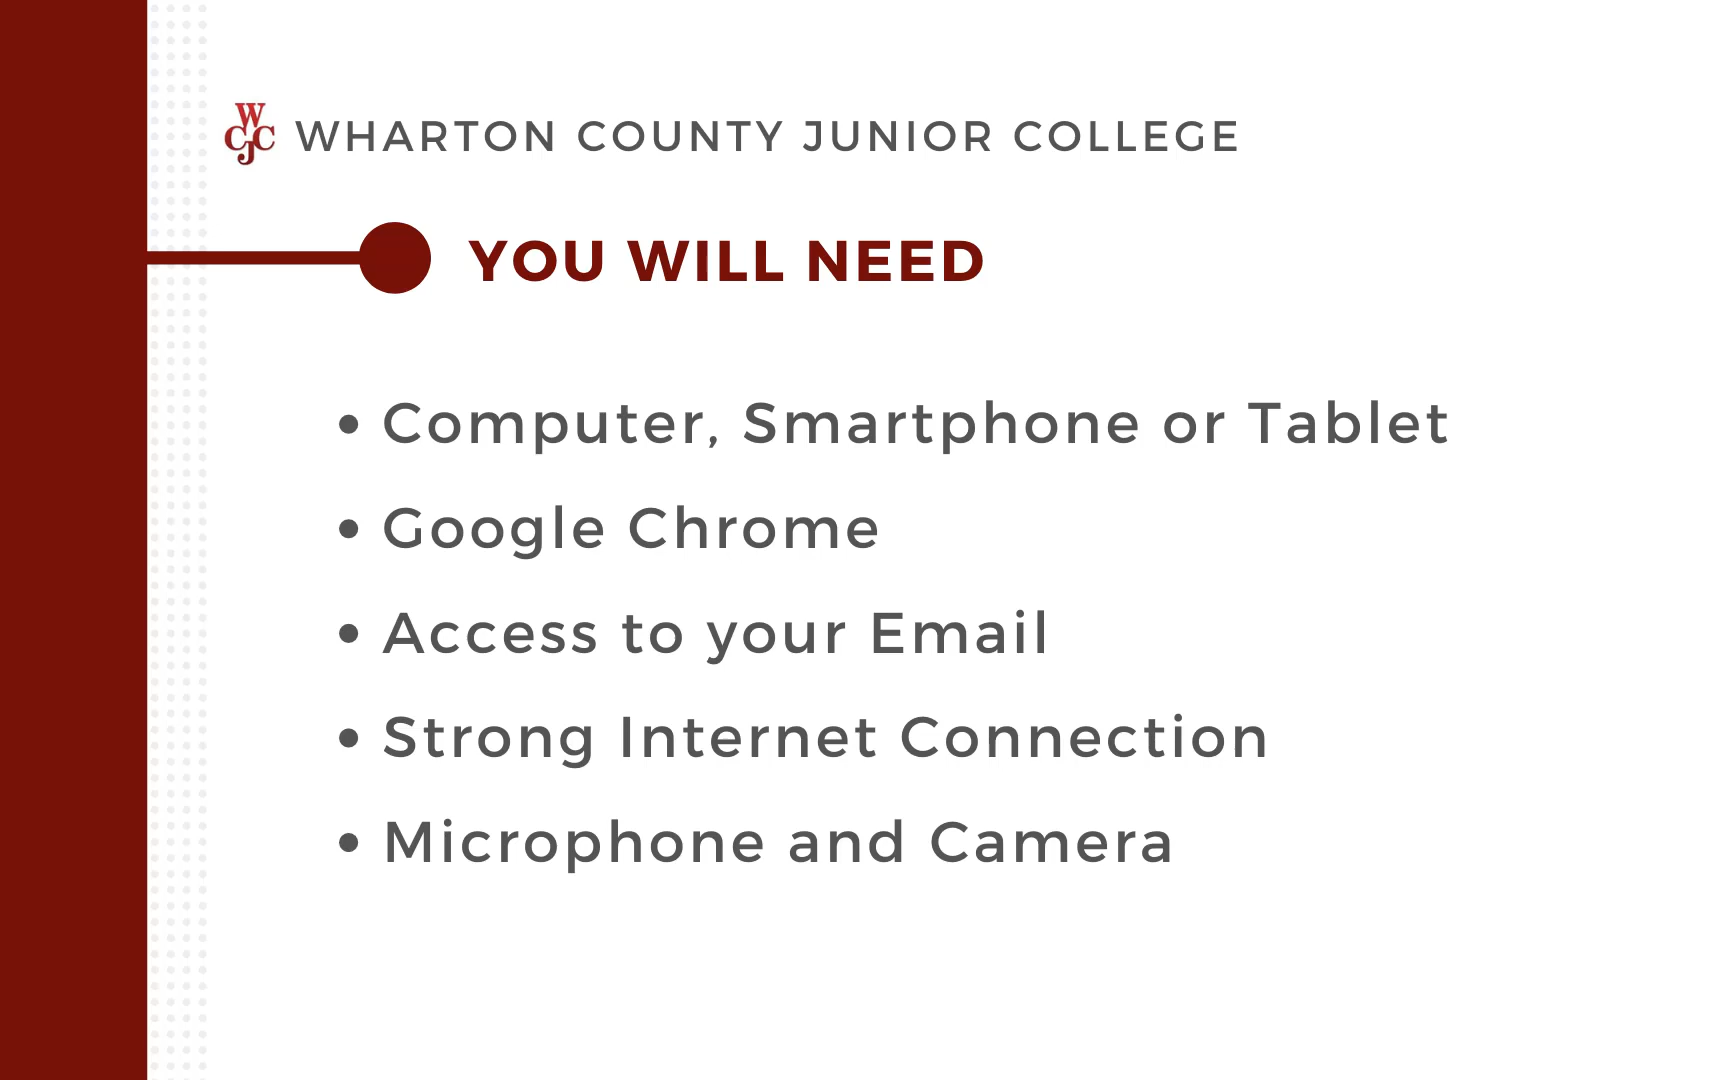 WCJC WHARTON COUNTY JUNIOR COLLEGE
YOU WILL NEED
• Computer, Smartphone or Tablet
• Google Chrome
• Access to your Email
• Strong Internet Connection
• Microphone and Camera